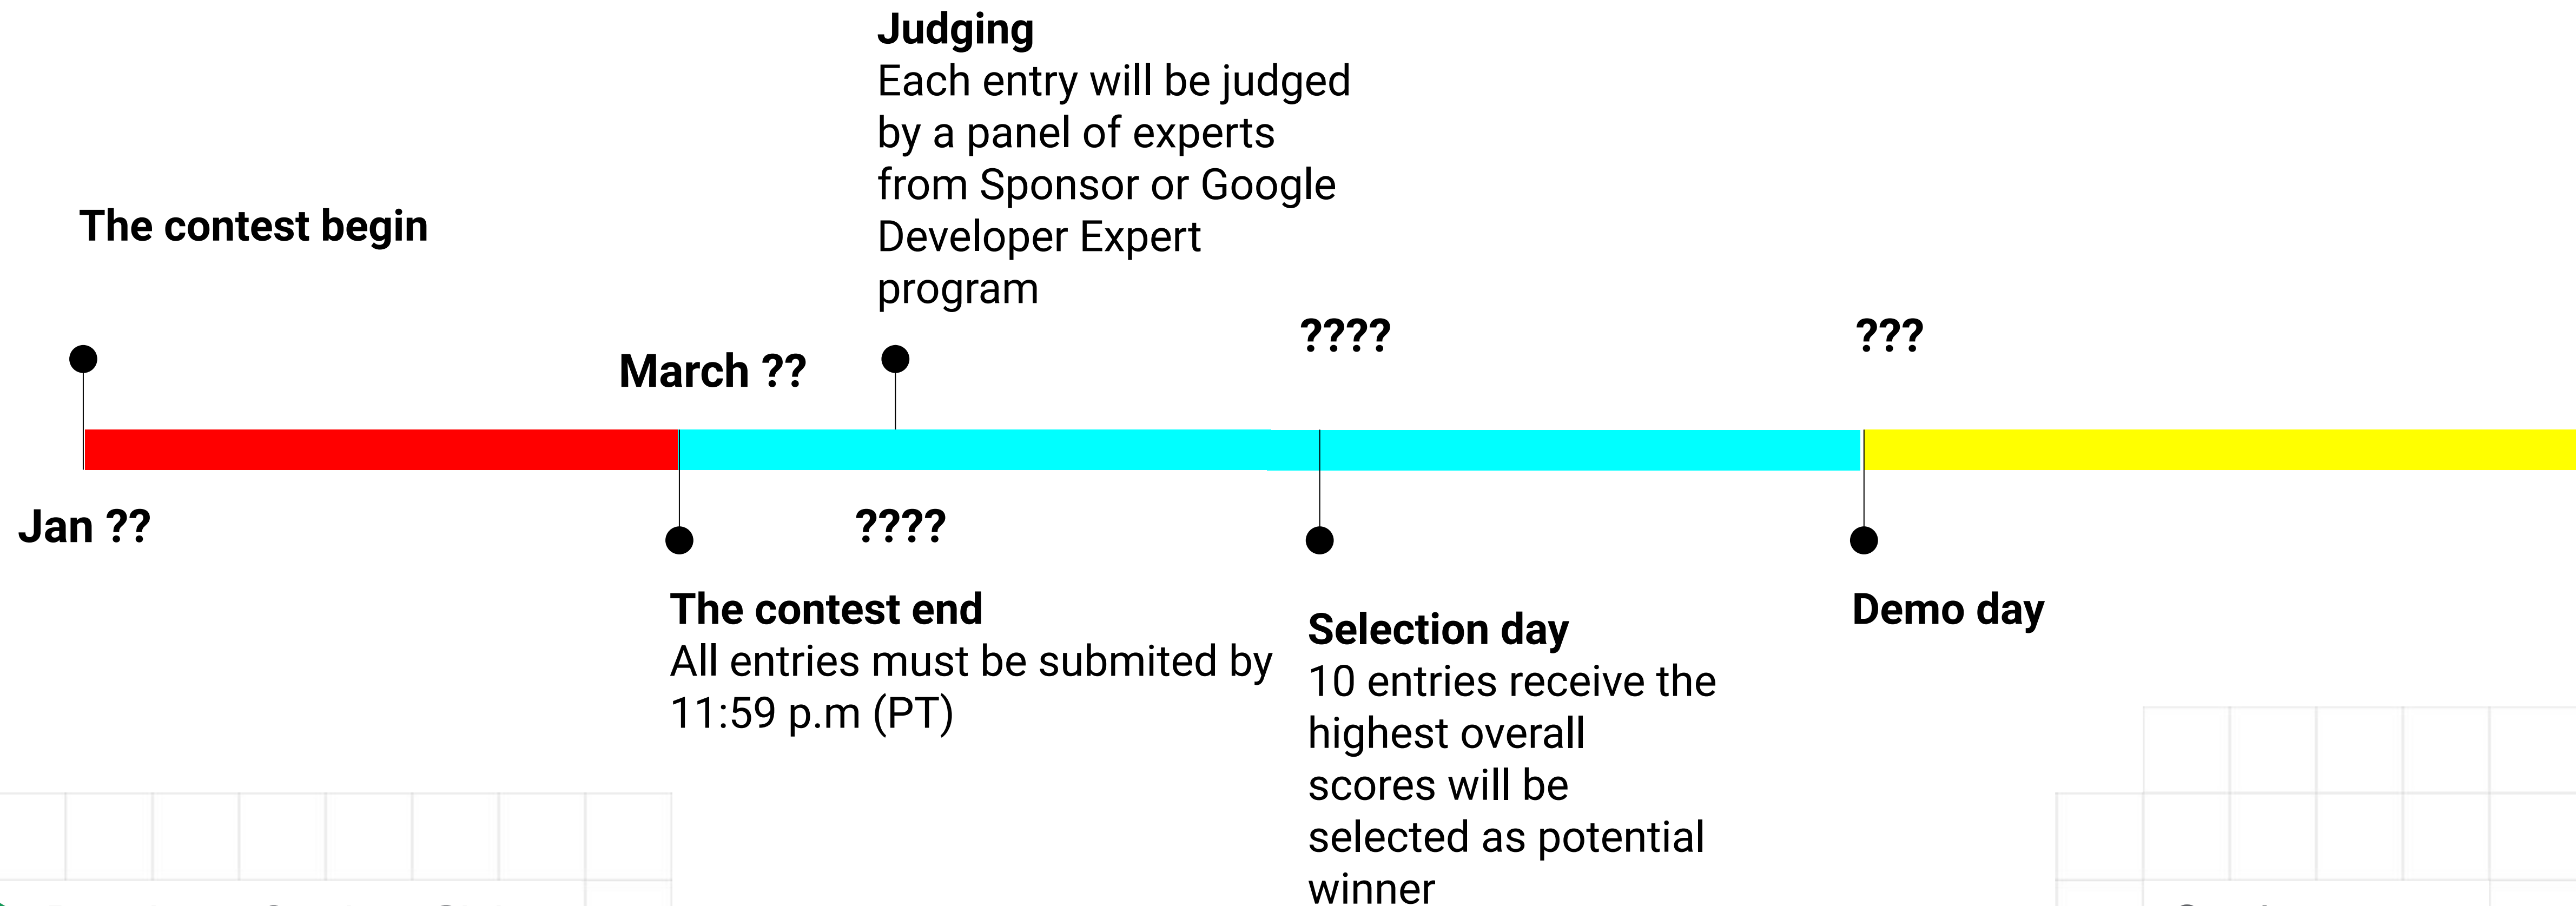 Judging
Each entry will be judged
by a panel of experts
from Sponsor or Google
Developer Expert
program
The contest begin
????
???
March ??
Jan ??
????
The contest end
All entries must be submited by
11:59 p.m (PT)
Selection day
10 entries receive the
highest overall
scores will be
selected as potential
winner
Demo day